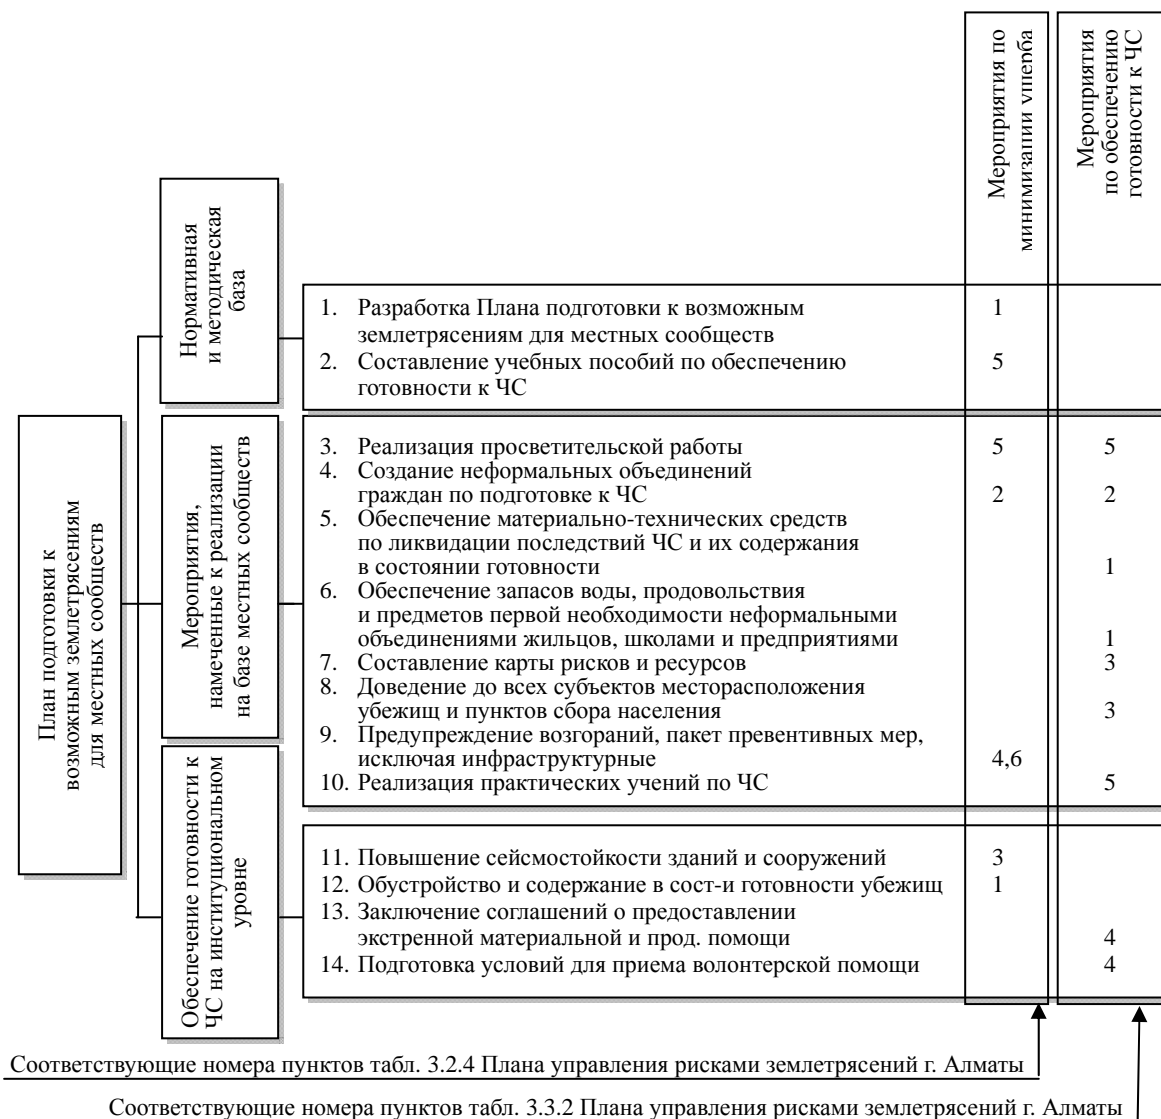 Мероприятия по
минимизации ущерба
Мероприятия
по обеспечению
готовности к ЧС
План подготовки к
возможным землетрясениям
для местных сообществ
Нормативная
и методическая
база
1. Разработка Плана подготовки к возможным
землетрясениям для местных сообществ 1
2. Составление учебных пособий по обеспечению 5
готовности к ЧС
Мероприятия,
намеченные к реализации
на базе местных сообществ
3. Реализация просветительской работы 5 5
4. Создание неформальных объединений
граждан по подготовке к ЧС 2 2
5. Обеспечение материально-технических средств
по ликвидации последствий ЧС и их содержания
в состоянии готовности 1
6. Обеспечение запасов воды, продовольствия
и предметов первой необходимости неформальными
объединениями жильцов, школами и предприятиями 1
7. Составление карты рисков и ресурсов 3
8. Доведение до всех субъектов месторасположения
убежищ и пунктов сбора населения 3
9. Предупреждение возгораний, пакет превентивных мер,
исключая инфраструктурные 4,6
10. Реализация практических учений по ЧС 5
Обеспечение готовности к
ЧС на институциональном
уровне
11. Повышение сейсмостойкости зданий и сооружений 3
12. Обустройство и содержание в сост-и готовности убежищ 1
13. Заключение соглашений о предоставлении
экстренной материальной и прод. помощи 4
14. Подготовка условий для приема волонтерской помощи 4
Соответствующие номера пунктов табл. 3.2.4 Плана управления рисками землетрясений г. Алматы
Соответствующие номера пунктов табл. 3.3.2 Плана управления рисками землетрясений г. Алматы